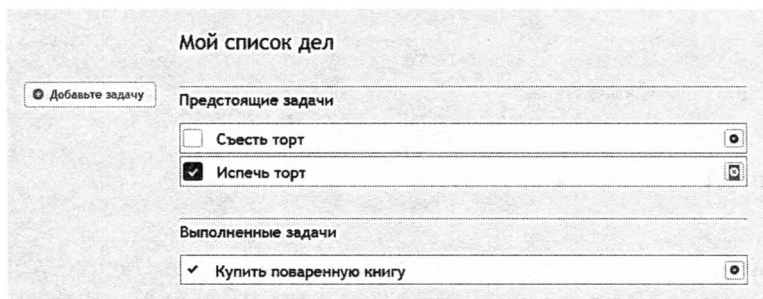 Мой список дел
Добавьте задачу
Предстоящие задачи
Съесть торт
Испечь торт
Выполненные задачи
Купить поваренную книгу